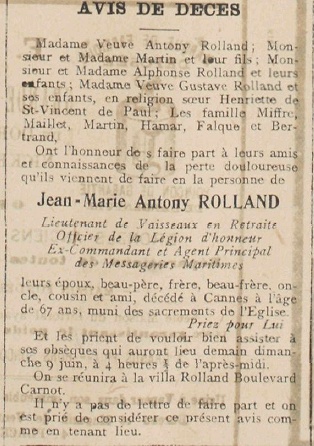 AVIS DE DECES
Madame Veuve Antony Rolland; Mon-
sieur et Madame Martin et leur fils; Mon-
sieur et Madame Alphonse Rolland et leurs
enfants; Madame Veuve Gustave Rolland et
ses enfants, en religion sœur Henriette de
St-Vincent de Paul; Les famille Miffre,
Maillet, Martin, Hamar, Falque et Ber-
trand,
Ont l'honneur de s faire part à leurs amis
et connaissances de la perte douloureuse
qu'ils viennent de faire en la personne de
Jean-Marie Antony ROLLAND
Lieutenant de Vaisseaux en Retraite
Officier de la Légion d'honneur
Ex-Commandant et Agent Principal
des Messageries Maritimes
leurs époux, beau-père, frère, beau-frère, on-
cle, cousin et ami, décédé à Cannes à l'âge
de 67 ans, muni des sacrements de l'Eglise.
Priez pour Lui
Et les prient de vouloir bien assister à
ses obsèques qui auront lieu demain diman-
che 9 juin, à 4 heures de l'après-midi.
On se réunira à la villa Rolland Boulevard
Carnot.
Il n'y a pas de lettre de faire part et on
est prié de considérer ce présent avis com-
me en tenant lieu.